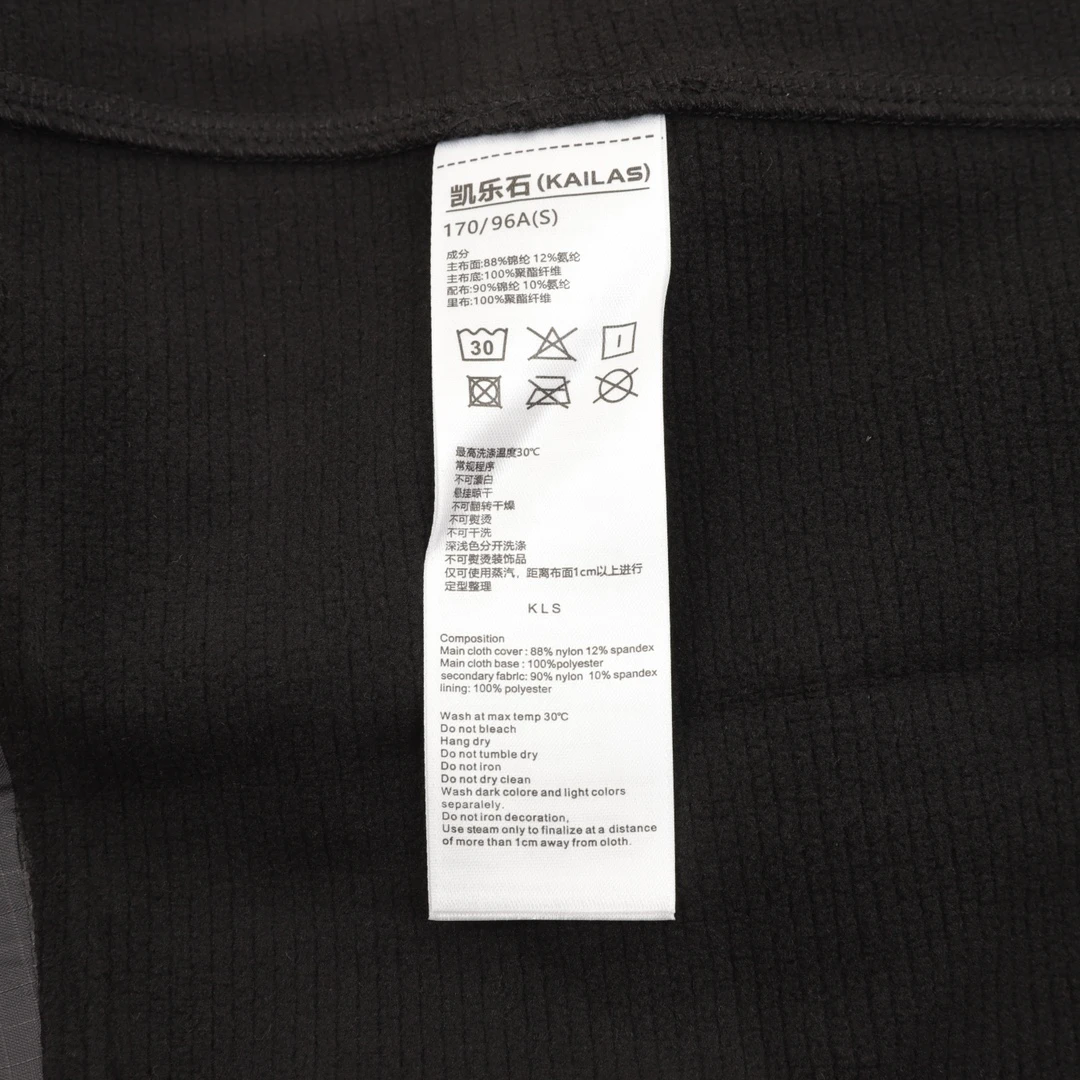 凯乐石(KAILAS)
170/96A(S)
成分
主布面:88%锦纶 12%氨纶
主布底:100%聚酯纤维
配布:90%锦纶 10%氨纶
里布:100%聚酯纤维
30
最高洗涤温度30℃
常规程序
不可漂白
悬挂晾干
不可翻转干燥
不可熨烫
不可干洗
深浅色分开洗涤
不可熨烫装饰品
仅可使用蒸汽，距离布面1cm以上进行
定型整理
KLS
Composition
Main cloth cover : 88% nylon 12% spandex
Main cloth base : 100%polyester
secondary fabric: 90% nylon 10% spandex
lining: 100% polyester
Wash at max temp 30℃
Do not bleach
Hang dry
Do not tumble dry
Do not iron
Do not dry clean
Wash dark colore and light colors
separalely.
Do not iron decoration,
Use steam only to finalize at a distance
of more than 1cm away from oloth.